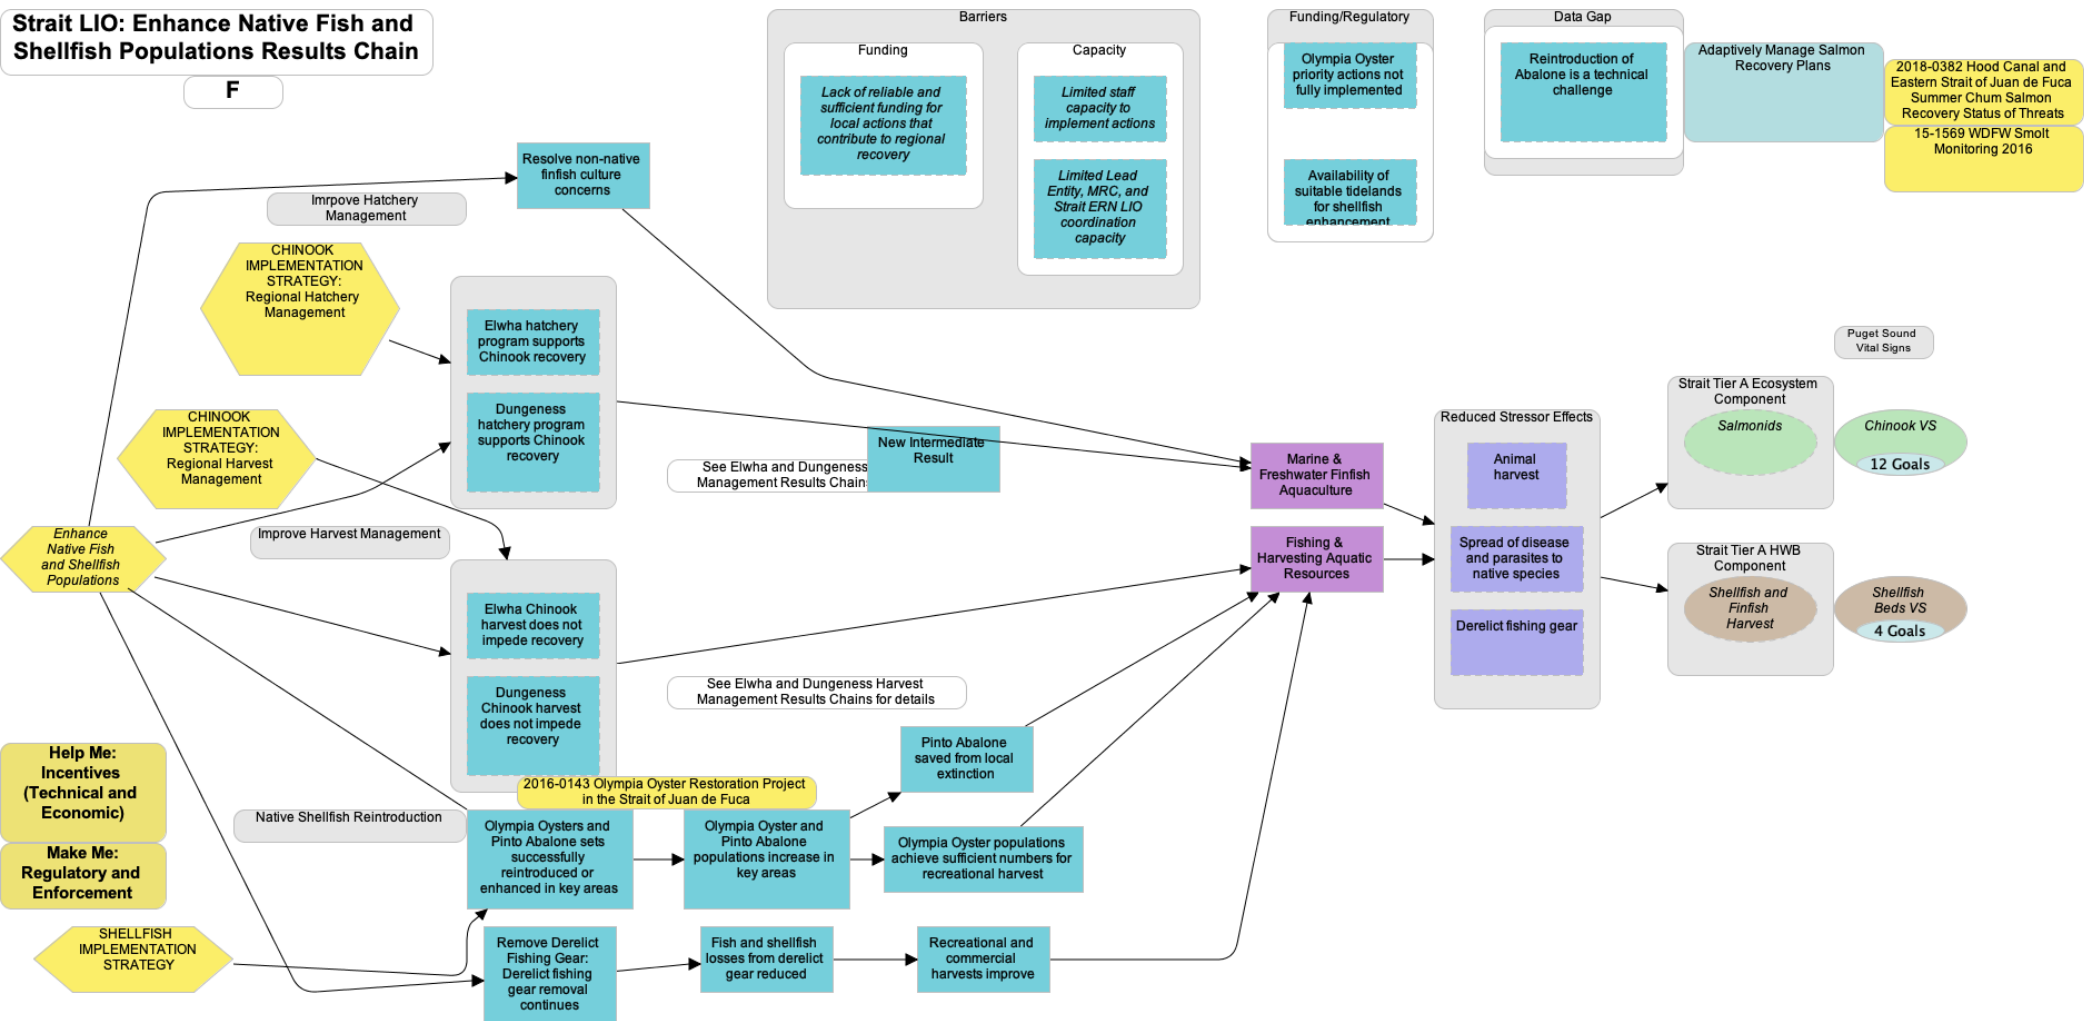 Strait LIO: Enhance Native Fish and
Shellfish Populations Results Chain
F
Barriers
Funding
Lack of reliable and
sufficient funding for
local actions that
contribute to regional
recovery
Capacity
Limited staff
capacity to
implement actions
Limited Lead
Entity, MRC, and
Strait ERN LIO
coordination
capacity
Funding/Regulatory
Olympia Oyster
priority actions not
fully implemented
Availability of
suitable tidelands
for shellfish
enhancement
Data Gap
Reintroduction of
Abalone is a technical
challenge
Adaptively Manage Salmon
Recovery Plans
2018-0382 Hood Canal and
Eastern Strait of Juan de Fuca
Summer Chum Salmon
Recovery Status of Threats
15-1569 WDFW Smolt
Monitoring 2016
Resolve non-native
finfish culture
concerns
Imrpove Hatchery
Management
CHINOOK
IMPLEMENTATION
STRATEGY:
Regional Hatchery
Management
Elwha hatchery
program supports
Chinook recovery
Dungeness
hatchery program
supports Chinook
recovery
CHINOOK
IMPLEMENTATION
STRATEGY:
Regional Harvest
Management
New Intermediate
Result
See Elwha and Dungeness
Management Results Chain
Marine &
Freshwater Finfish
Aquaculture
Fishing &
Harvesting Aquatic
Resources
Reduced Stressor Effects
Animal
harvest
Spread of disease
and parasites to
native species
Derelict fishing gear
Puget Sound
Vital Signs
Strait Tier A Ecosystem
Component
Salmonids
Chinook VS
12 Goals
Strait Tier A HWB
Component
Shellfish and
Finfish
Harvest
Shellfish
Beds VS
4 Goals
Enhance
Native Fish
and Shellfish
Populations
Improve Harvest Management
Elwha Chinook
harvest does not
impede recovery
Dungeness
Chinook harvest
does not impede
recovery
See Elwha and Dungeness Harvest
Management Results Chains for details
Pinto Abalone
saved from local
extinction
2016-0143 Olympia Oyster Restoration Project
in the Strait of Juan de Fuca
Help Me:
Incentives
(Technical and
Economic)
Make Me:
Regulatory and
Enforcement
Native Shellfish Reintroduction
Olympia Oysters and
Pinto Abalone sets
successfully
reintroduced or
enhanced in key areas
Olympia Oyster and
Pinto Abalone
populations increase in
key areas
Olympia Oyster populations
achieve sufficient numbers for
recreational harvest
SHELLFISH
IMPLEMENTATION
STRATEGY
Remove Derelict
Fishing Gear:
Derelict fishing
gear removal
continues
Fish and shellfish
losses from derelict
gear reduced
Recreational and
commercial
harvests improve